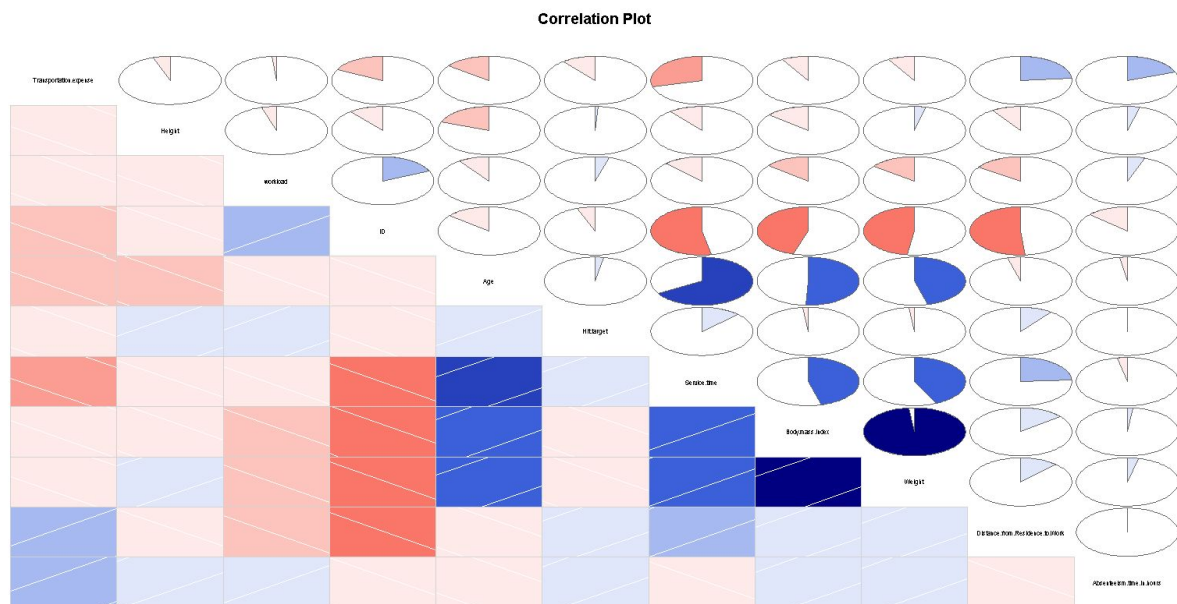 Correlation Plot
Transportation.expense
Height
workload
ID
Age
Hit.target
Service.time
Body.mass.index
Weight
Distance.from.Residence.to.Work
Absenteeism.time.in.hours